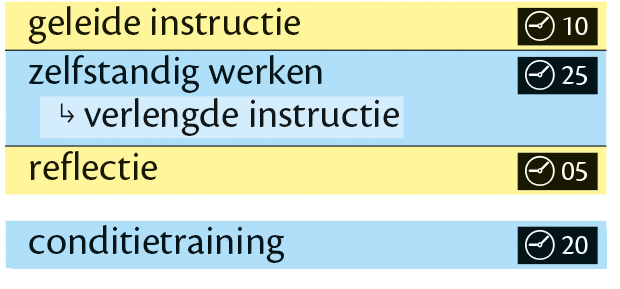 geleide instructie 10
zelfstandig werken 25
↳ verlengde instructie
reflectie 05
conditietraining 20